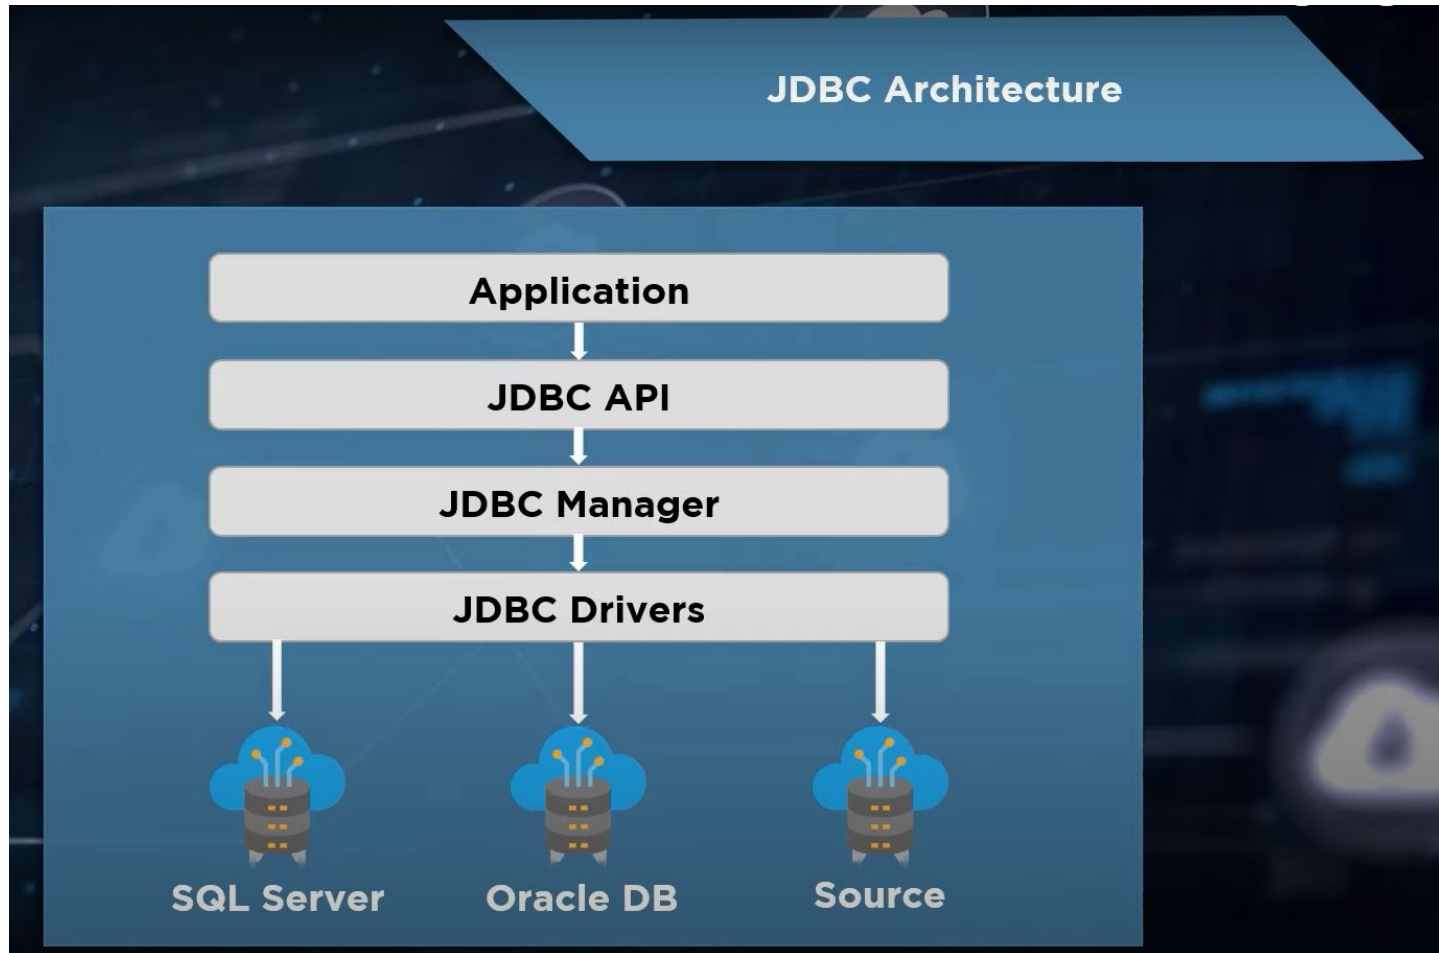 JDBC Architecture
Application
JDBC API
JDBC Manager
JDBC Drivers
SQL Server
Oracle DB
Source